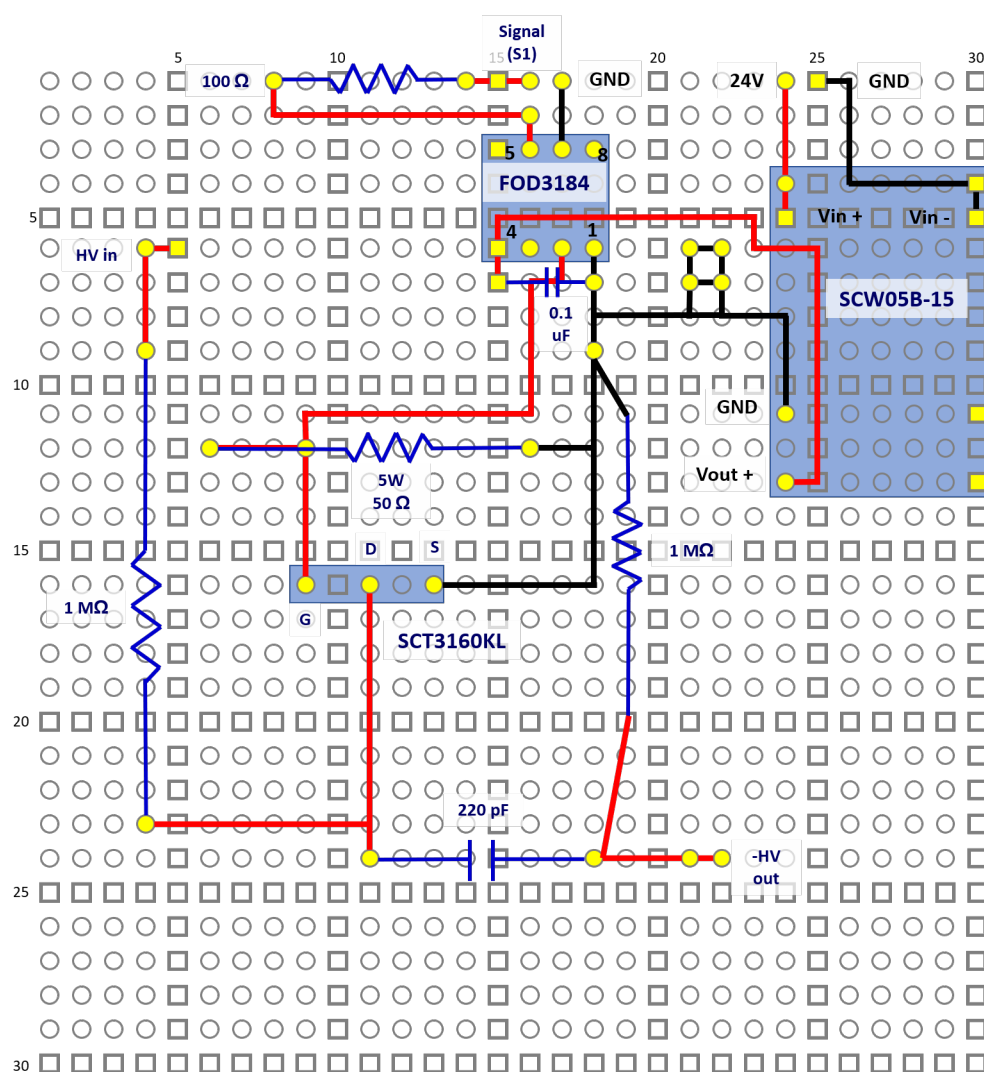 Signal
(S1)
5
10
15
20
25
30
100 Ω
GND
24V
GND
5
8
FOD3184
5
4
1
Vin +
Vin -
HV in
SCW05B-15
0.1
uF
10
GND
5W
50 Ω
Vout +
15
D
S
1 MΩ
1 MΩ
G
SCT3160KL
20
220 pF
-HV
out
25
30